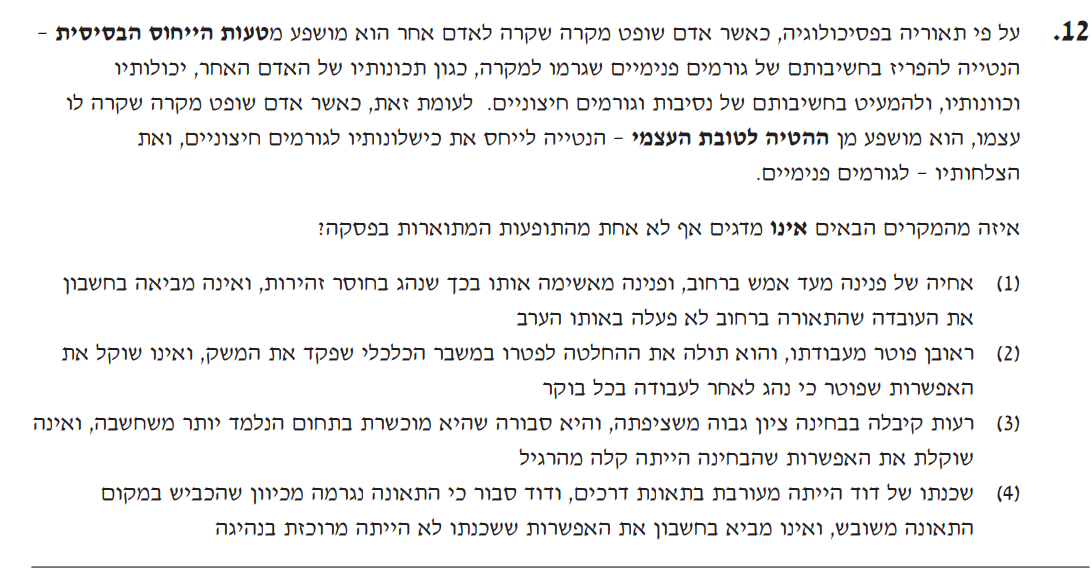 12. על פי תאוריה בפסיכולוגיה, כאשר אדם שופט מקרה שקרה לאדם אחר הוא מושפע מטעות הייחוס הבסיסית –
הנטייה להפריז בחשיבותם של גורמים פנימיים שגרמו למקרה, כגון תכונותיו של האדם האחר, יכולותיו
וכוונותיו, ולהמעיט בחשיבותם של נסיבות וגורמים חיצוניים. לעומת זאת, כאשר אדם שופט מקרה שקרה לו
עצמו, הוא מושפע מן ההטיה לטובת העצמי – הנטייה לייחס את כישלונותיו לגורמים חיצוניים, ואת
הצלחותיו – לגורמים פנימיים.
איזה מהמקרים הבאים אינו מדגים אף לא אחת מהתופעות המתוארות בפסקה?
(1) אחיה של פנינה מעד אמש ברחוב, ופנינה מאשימה אותו בכך שנהג בחוסר זהירות, ואינה מביאה בחשבון
את העובדה שהתאורה ברחוב לא פעלה באותו הערב
(2) ראובן פוטר מעבודתו, והוא תולה את ההחלטה לפטרו במשבר הכלכלי שפקד את המשק, ואינו שוקל את
האפשרות שפוטר כי נהג לאחר לעבודה בכל בוקר
(3) רעות קיבלה בבחינה ציון גבוה משציפתה, והיא סבורה שהיא מוכשרת בתחום הנלמד יותר משחשבה, ואינה
שוקלת את האפשרות שהבחינה הייתה קלה מהרגיל
(4) שכנתו של דוד הייתה מעורבת בתאונת דרכים, ודוד סבור כי התאונה נגרמה מכיוון שהכביש במקום
התאונה משובש, ואינו מביא בחשבון את האפשרות ששכנתו לא הייתה מרוכזת בנהיגה